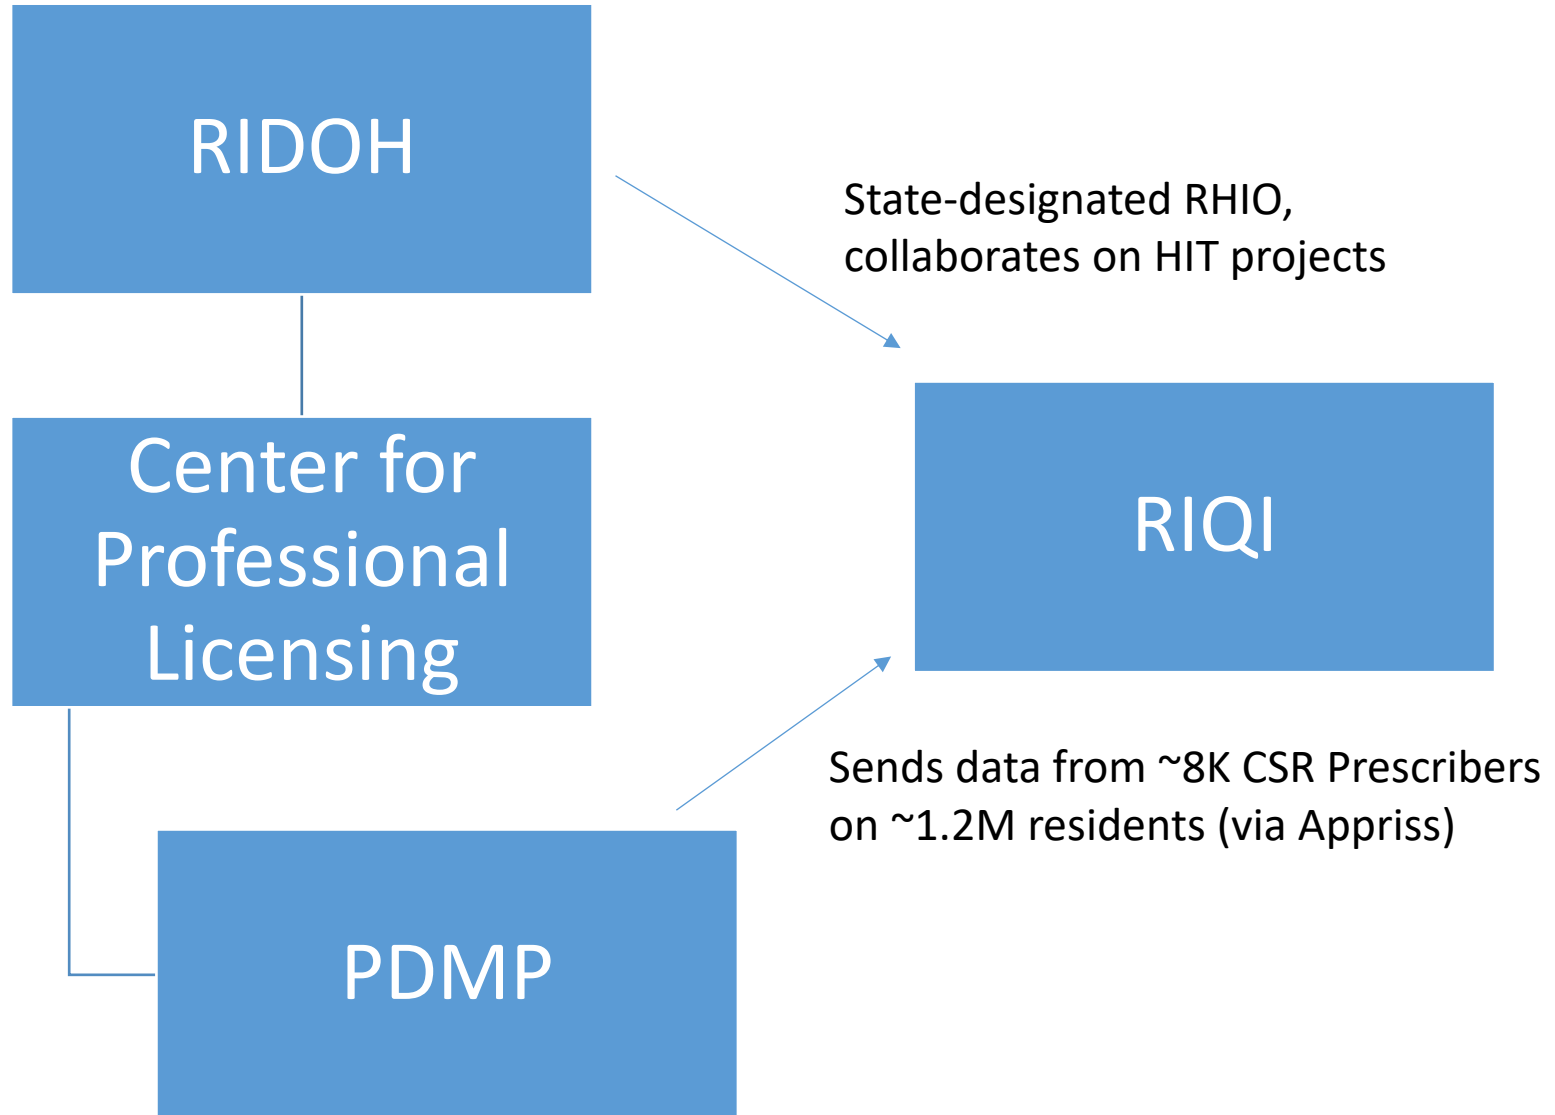 RIDOH
State-designated RHIO,
collaborates on HIT projects
Center for
Professional
Licensing
RIQI
Sends data from ~8K CSR Prescribers
on ~1.2M residents (via Appriss)
PDMP